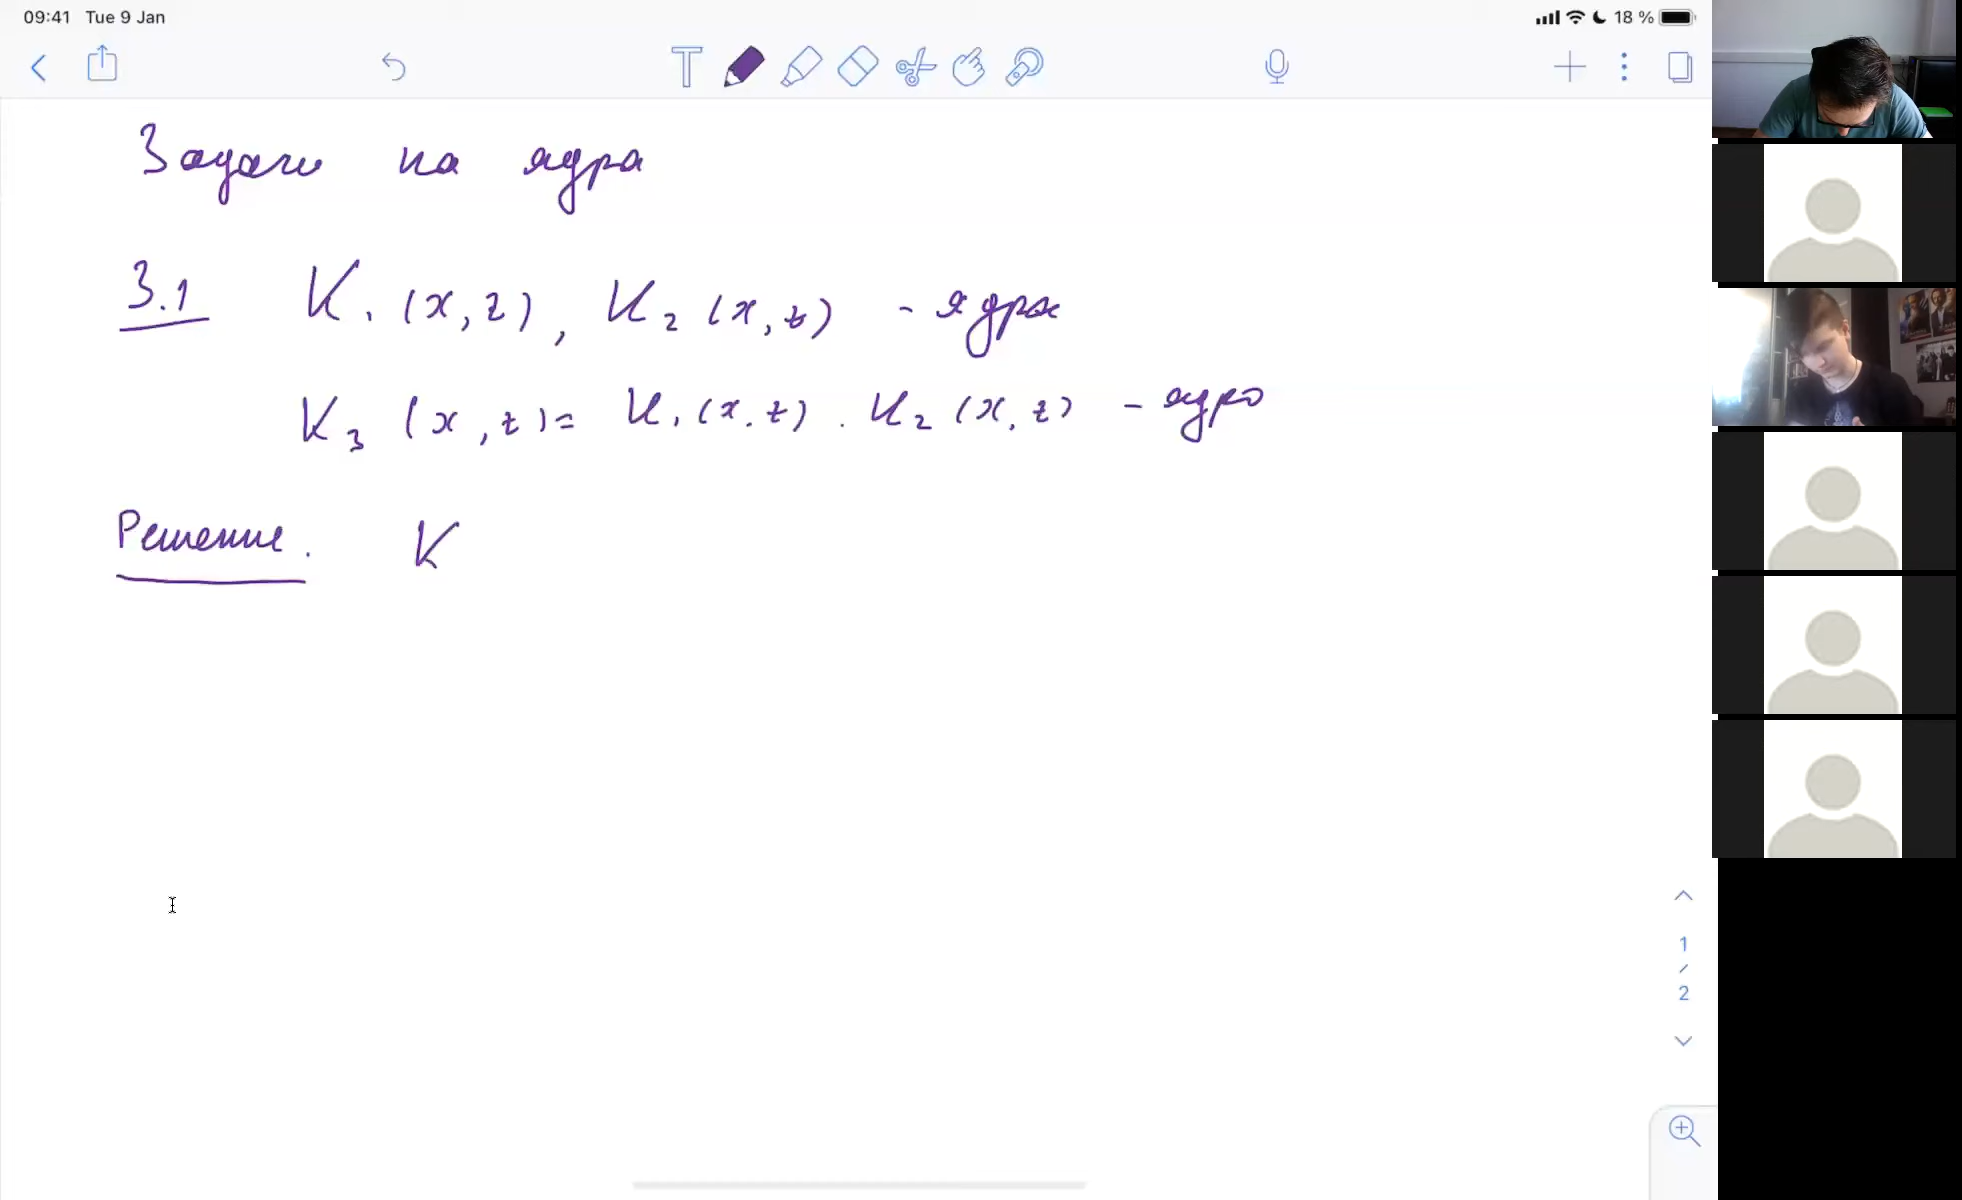 09:41 Tue 9 Jan 18 %
T
Задачи на ядра
3.1 K₁(x,z), K₂(x,z) - ядра
K₃(x,z) = K₁(x,z) · K₂(x,z) - ядро
Решение. K
1
/
2